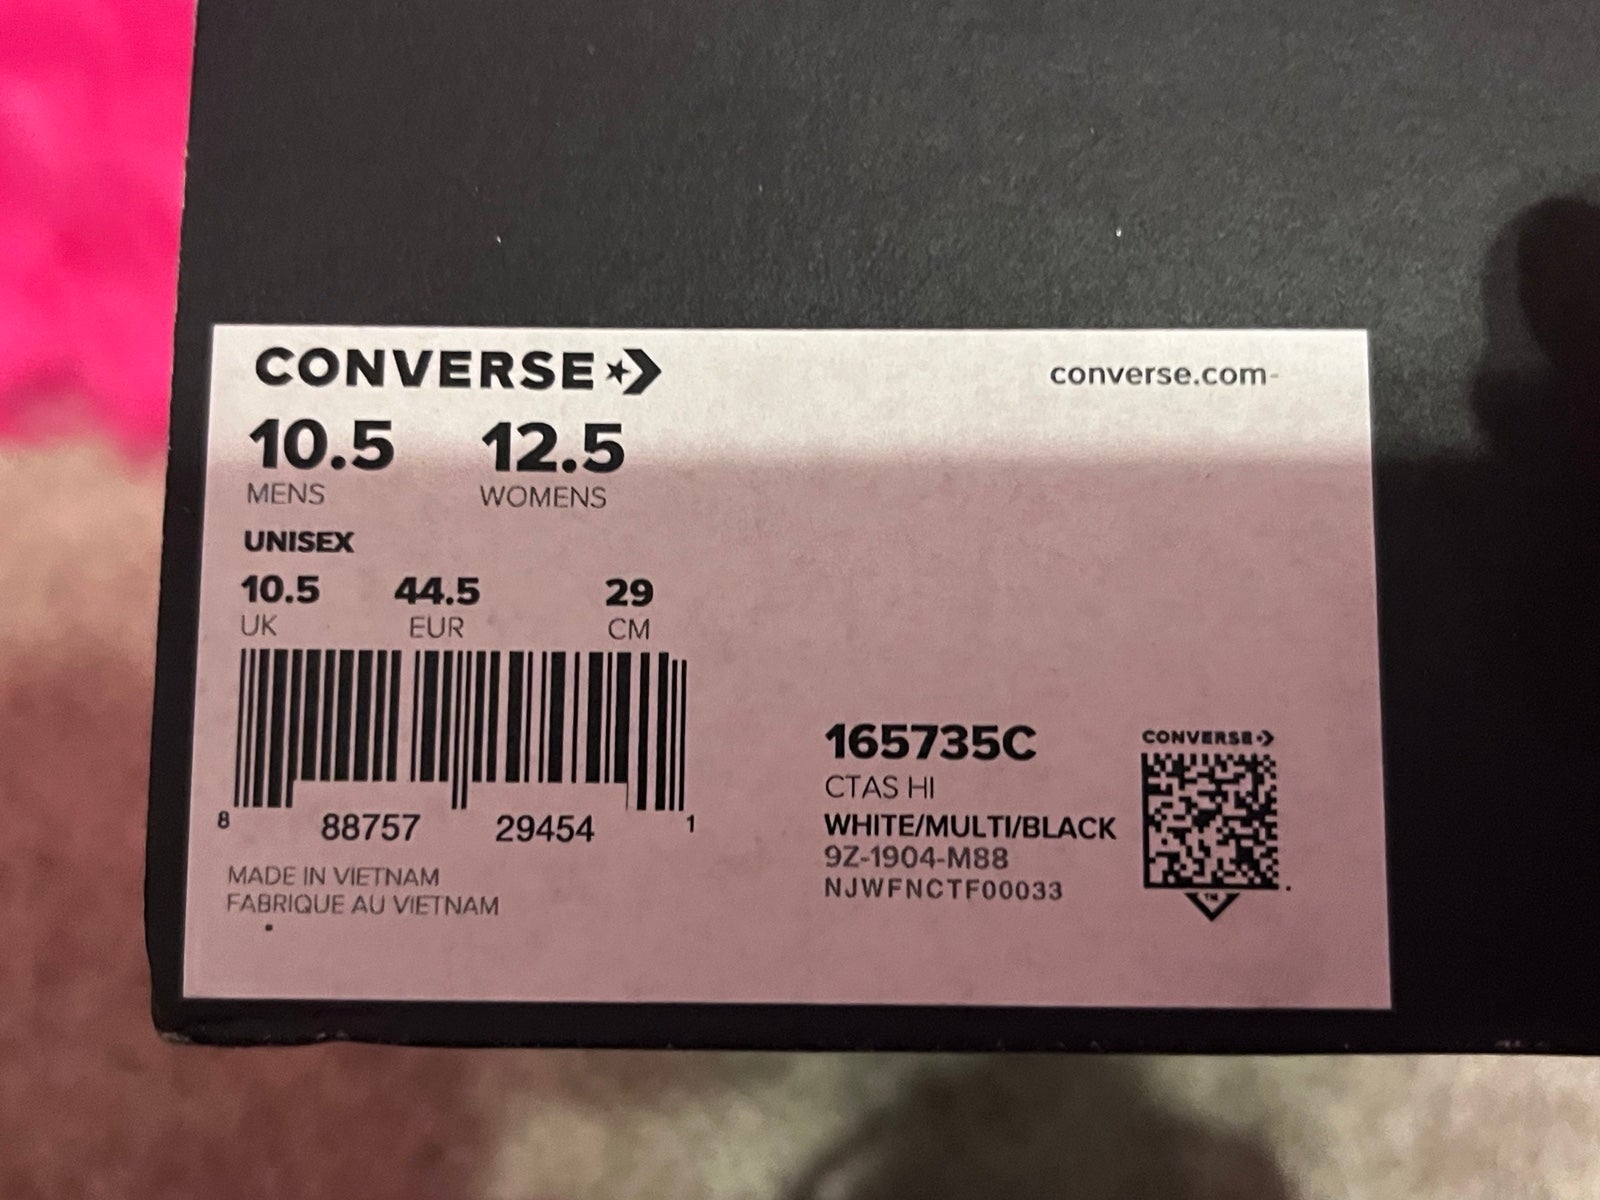 CONVERSE
converse.com-
10.5 12.5
MENS WOMENS
UNISEX
10.5 44.5 29
UK EUR CM
8 88757 29454 1
MADE IN VIETNAM
FABRIQUE AU VIETNAM
165735C
CTAS HI
WHITE/MULTI/BLACK
9Z-1904-M88
NJWFNCTF00033
CONVERSE
TM